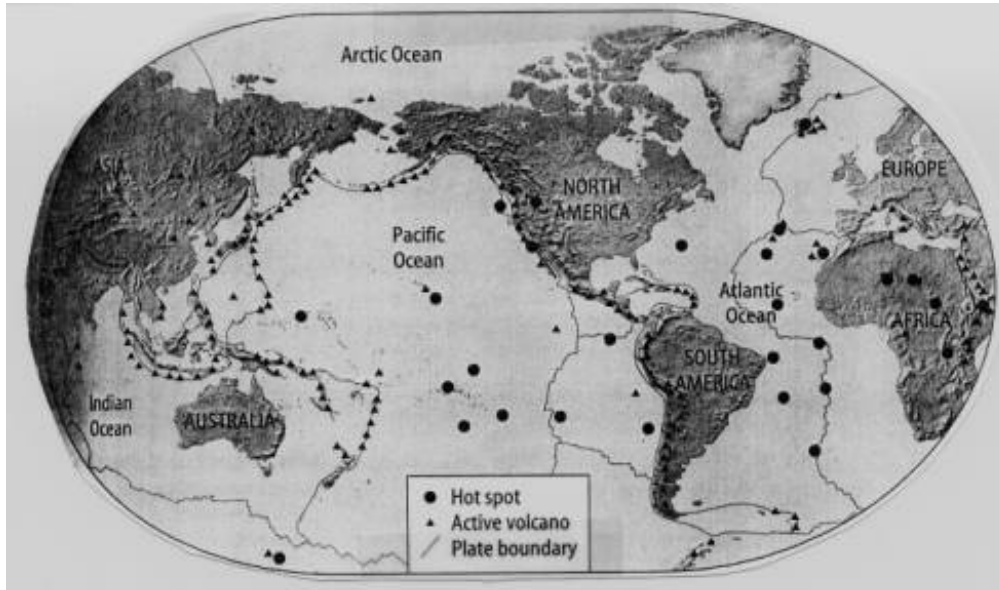 Arctic Ocean
ASIA
NORTH
AMERICA
EUROPE
Pacific
Ocean
Atlantic
Ocean
AFRICA
SOUTH
AMERICA
Indian
Ocean
AUSTRALIA
Hot spot
Active volcano
Plate boundary